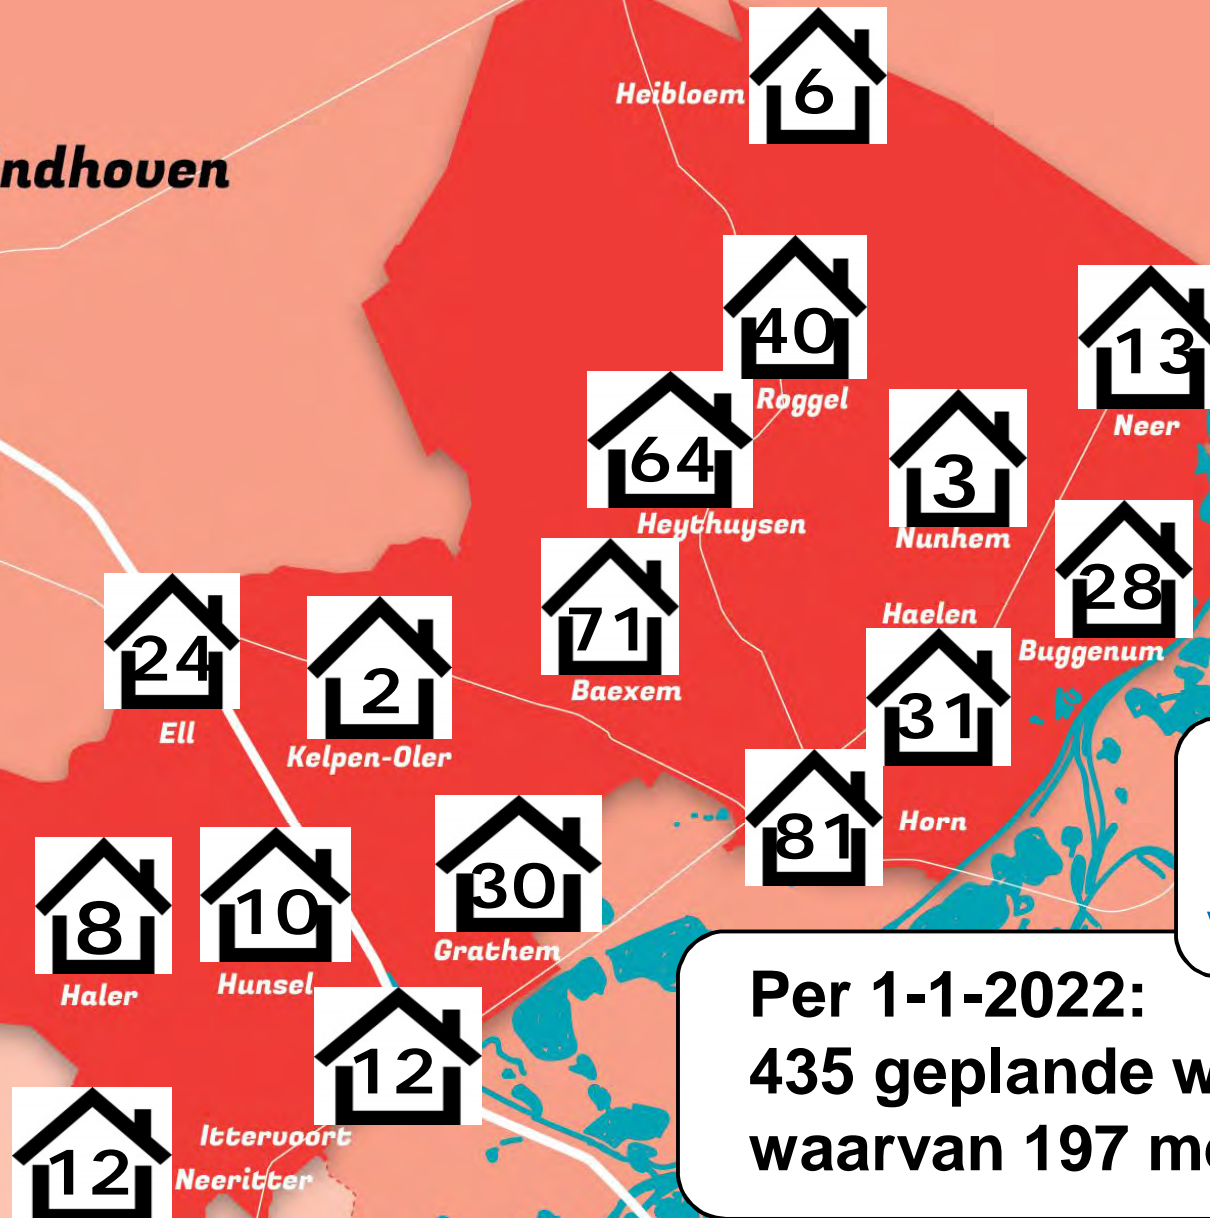 6
Heibloem
ndhoven
40
Roggel
13
Neer
64
Heythuysen
3
Nunhem
28
Buggenum
71
Baexem
Haelen
31
24
Ell
2
Kelpen-Oler
81
Horn
30
Grathem
8
Haler
10
Hunsel
12
Ittervoort
12
Neeritter
Per 1-1-2022:
435 geplande w
waarvan 197 m